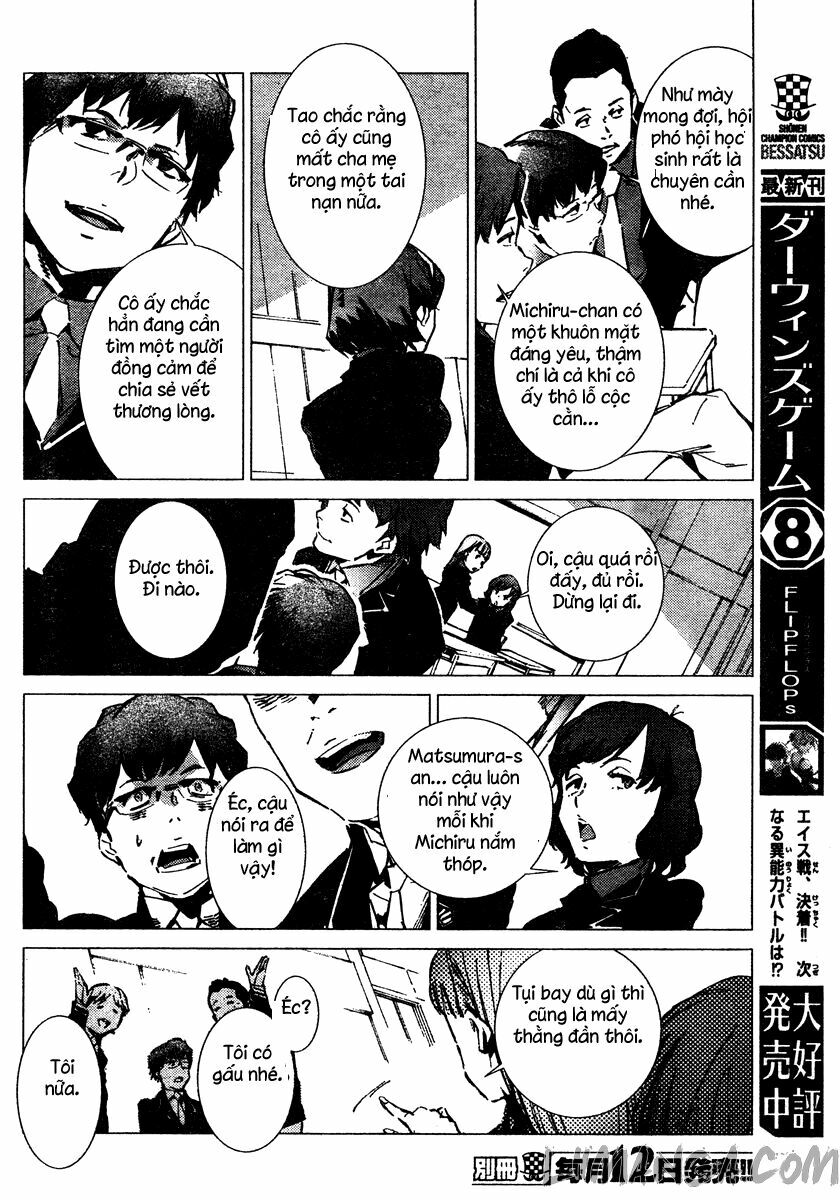 Như mày
mong đợi, hội
phó hội học
sinh rất là
chuyên cần
nhé.
Michiru-chan có
một khuôn mặt
đáng yêu, thậm
chí là cả khi cô
ấy thô lỗ cộc
cằn...
Tao chắc rằng
cô ấy cũng
mất cha mẹ
trong một tai
nạn nữa.
Cô ấy chắc
hẳn đang cần
tìm một người
đồng cảm để
chia sẻ vết
thương lòng.
Oi, cậu quá rồi
đấy, đủ rồi.
Dừng lại đi.
Được thôi.
Đi nào.
Matsumura-s
an... cậu luôn
nói như vậy
mỗi khi
Michiru nắm
thóp.
Éc, cậu
nói ra để
làm gì
vậy!
Tụi bay dù gì thì
cũng là mấy
thằng đần thôi.
Éc?
Tôi có
gấu nhé.
Tôi
nữa.
SHŌNEN
CHAMPION COMICS
BESSATSU
最新刊
ダーウィンズゲーム
8
FLIPFLOPs
エイス戦、決着!! 次
なる異能力バトルは!?
大好評
発売中
別冊
毎月12日発売!!
LHMANGA.COM